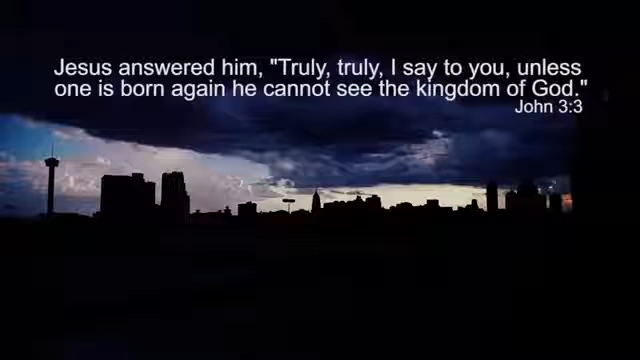 Jesus answered him, "Truly, truly, I say to you, unless
one is born again he cannot see the kingdom of God."
John 3:3